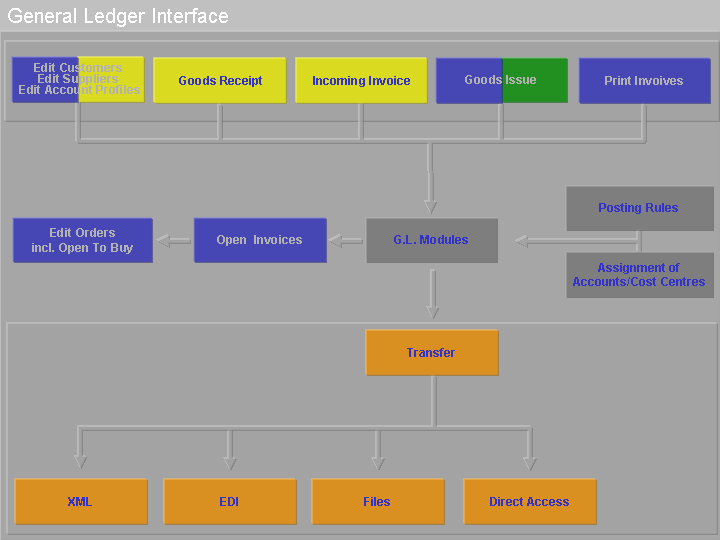 General Ledger Interface
Edit Customers
Edit Suppliers
Edit Account Profiles
Goods Receipt
Incoming Invoice
Goods Issue
Print Invoives
Posting Rules
Edit Orders
incl. Open To Buy
Open Invoices
G.L. Modules
Assignment of
Accounts/Cost Centres
Transfer
XML
EDI
Files
Direct Access